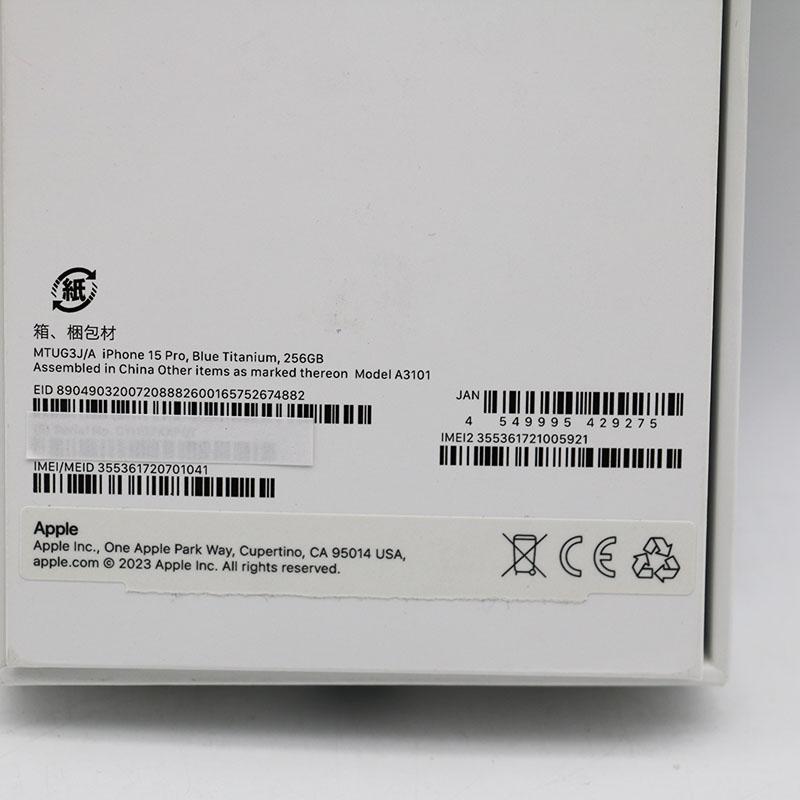 紙
箱、梱包材
MTUG3J/A iPhone 15 Pro, Blue Titanium, 256GB
Assembled in China Other items as marked thereon Model A3101
EID 89049032007208882600165752674882
JAN
4 549995 429275
IMEI2 355361721005921
IMEI/MEID 355361720701041
Apple
Apple Inc., One Apple Park Way, Cupertino, CA 95014 USA,
apple.com © 2023 Apple Inc. All rights reserved.
CE